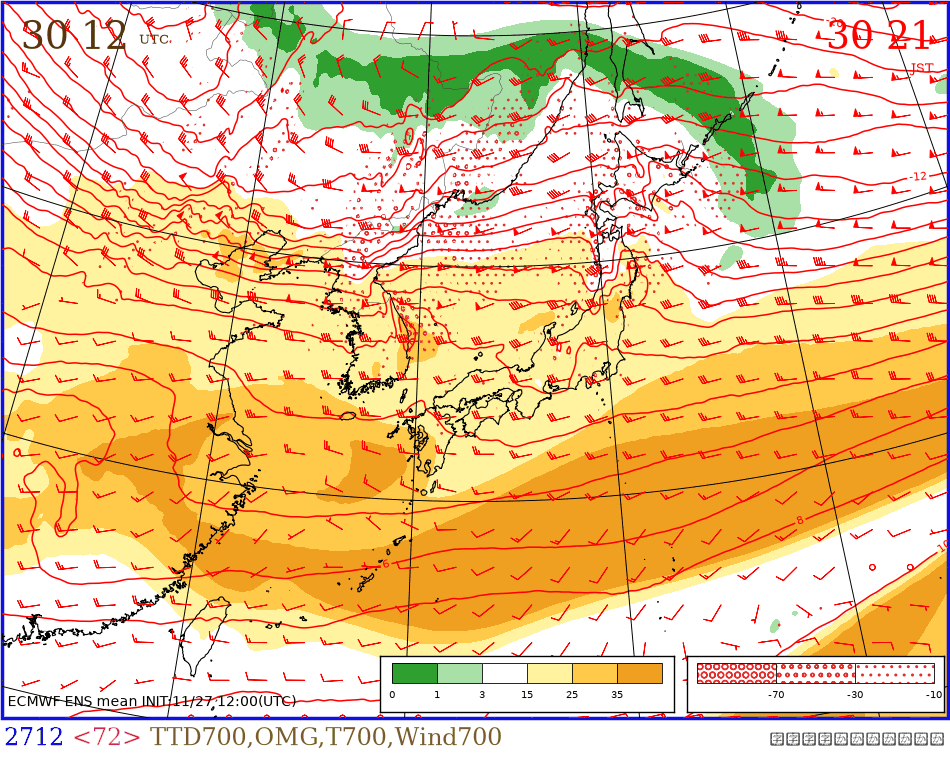 30 12 UTC
30 21 JST
-20
-12
8
10
6
0 1 3 15 25 35
-70 -30 -10
ECMWF ENS mean INIT:11/27,12:00(UTC)
2712 <72> TTD700,OMG,T700,Wind700